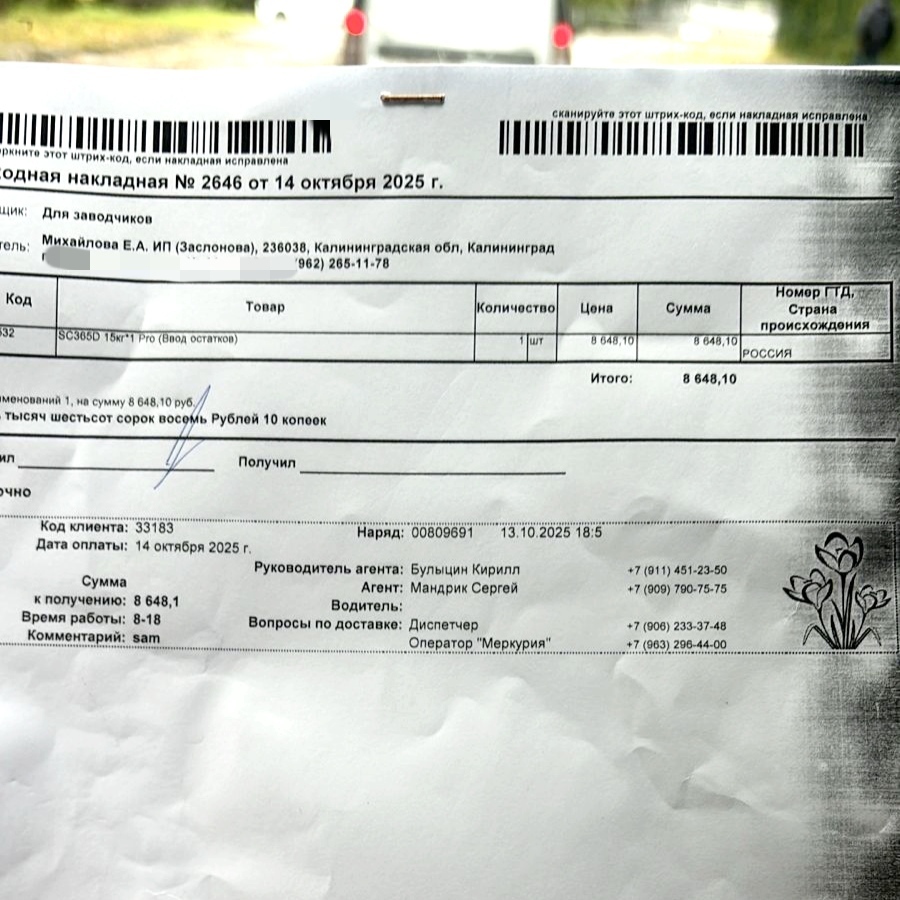 сканируйте этот штрих-код, если накладная исправлена
этот штрих-код, если накладная исправлена
накладная № 2646 от 14 октября 2025 г.
Для заводчиков
Михайлова Е.А. ИП (Заслонова), 236038, Калининградская обл, Калининград
962) 265-11-78
Код Товар Количество Цена Сумма Номер ГТД, Страна происхождения
32 SC365D 15кг*1 Pro (Ввод остатков) 1 шт 8 648,10 8 648,10 РОССИЯ
Итого: 8 648,10
1, на сумму 8 648,10 руб.
тысяч шестьсот сорок восемь Рублей 10 копеек
Получил
Код клиента: 33183 Наряд: 00809691 13.10.2025 18:5
Дата оплаты: 14 октября 2025 г.
Руководитель агента: Булыцин Кирилл +7 (911) 451-23-50
Сумма Агент: Мандрик Сергей +7 (909) 790-75-75
к получению: 8 648,1 Водитель:
Время работы: 8-18 Вопросы по доставке: Диспетчер +7 (906) 233-37-48
Комментарий: sam Оператор "Меркурия" +7 (963) 296-44-00